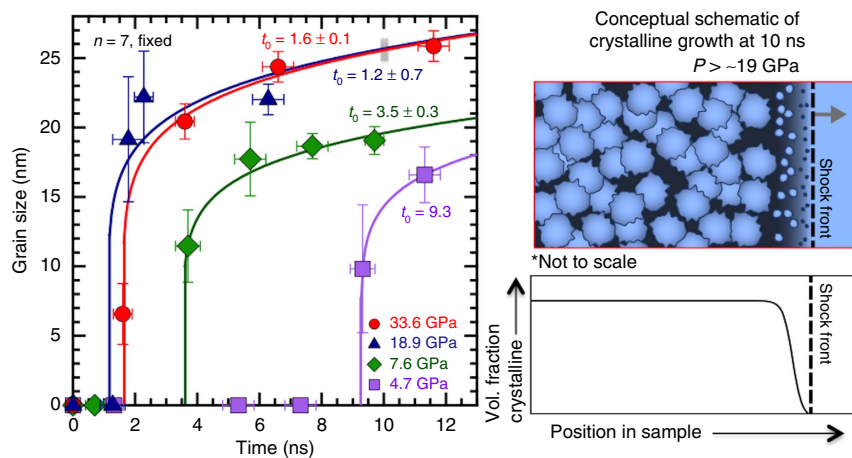 n = 7, fixed
t0 = 1.6 ± 0.1
t0 = 1.2 ± 0.7
t0 = 3.5 ± 0.3
t0 = 9.3
33.6 GPa
18.9 GPa
7.6 GPa
4.7 GPa
25
20
15
10
5
0
Grain size (nm)
0
2
4
6
8
10
12
Time (ns)
Conceptual schematic of
crystalline growth at 10 ns
P > ~19 GPa
Shock front
*Not to scale
Vol. fraction
crystalline
Shock front
Position in sample